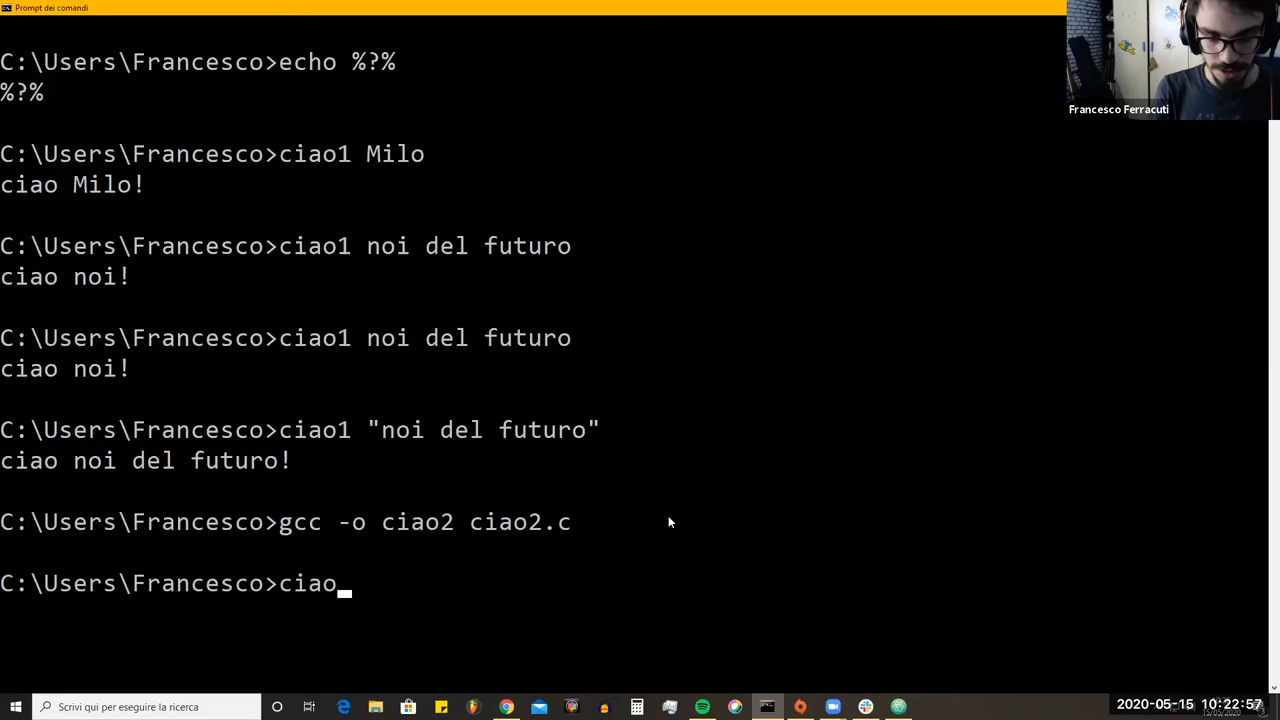 Prompt dei comandi
C:\Users\Francesco>echo %?%
%?%
C:\Users\Francesco>ciao1 Milo
ciao Milo!
C:\Users\Francesco>ciao1 noi del futuro
ciao noi!
C:\Users\Francesco>ciao1 noi del futuro
ciao noi!
C:\Users\Francesco>ciao1 "noi del futuro"
ciao noi del futuro!
C:\Users\Francesco>gcc -o ciao2 ciao2.c
C:\Users\Francesco>ciao
Francesco Ferracuti
Scrivi qui per eseguire la ricerca
2020-05-15 10:22:57